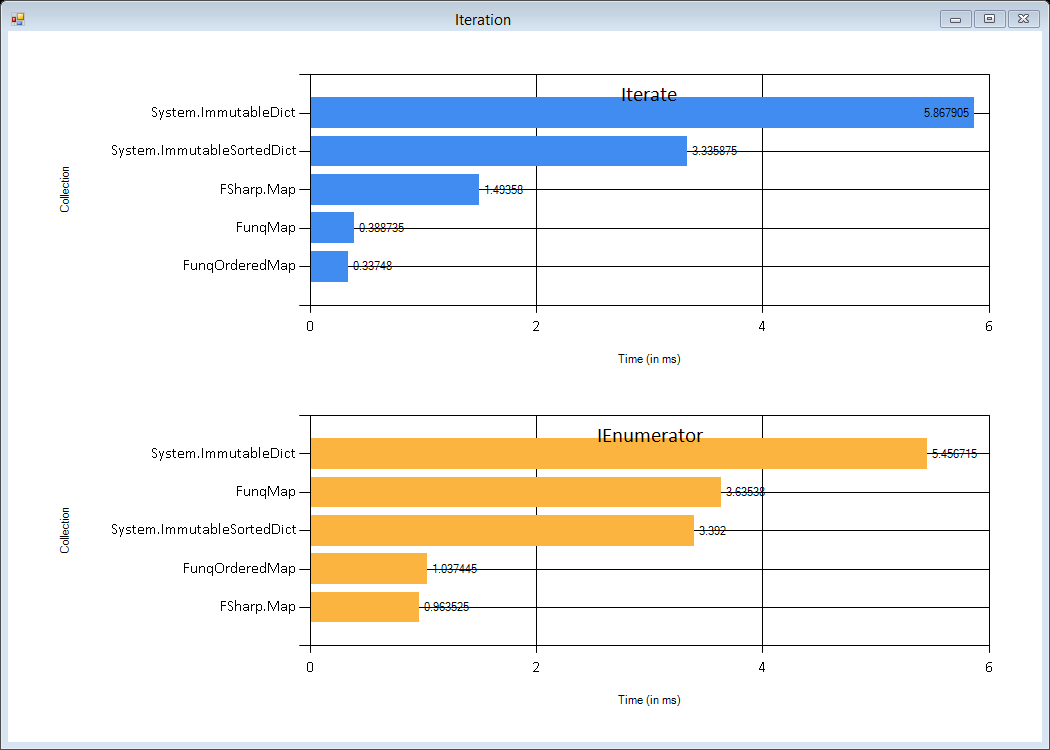 Iteration
Iterate
Collection
System.ImmutableDict
5.867905
System.ImmutableSortedDict
3.335875
FSharp.Map
1.49358
FunqMap
0.388735
FunqOrderedMap
0.33748
0 2 4 6
Time (in ms)
IEnumerator
Collection
System.ImmutableDict
5.456715
FunqMap
3.63538
System.ImmutableSortedDict
3.392
FunqOrderedMap
1.037445
FSharp.Map
0.963525
0 2 4 6
Time (in ms)